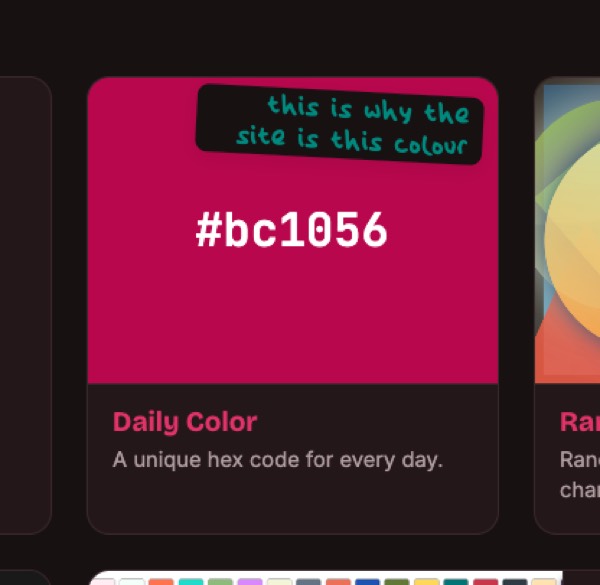 this is why the
site is this colour
#bc1056
Daily Color
A unique hex code for every day.